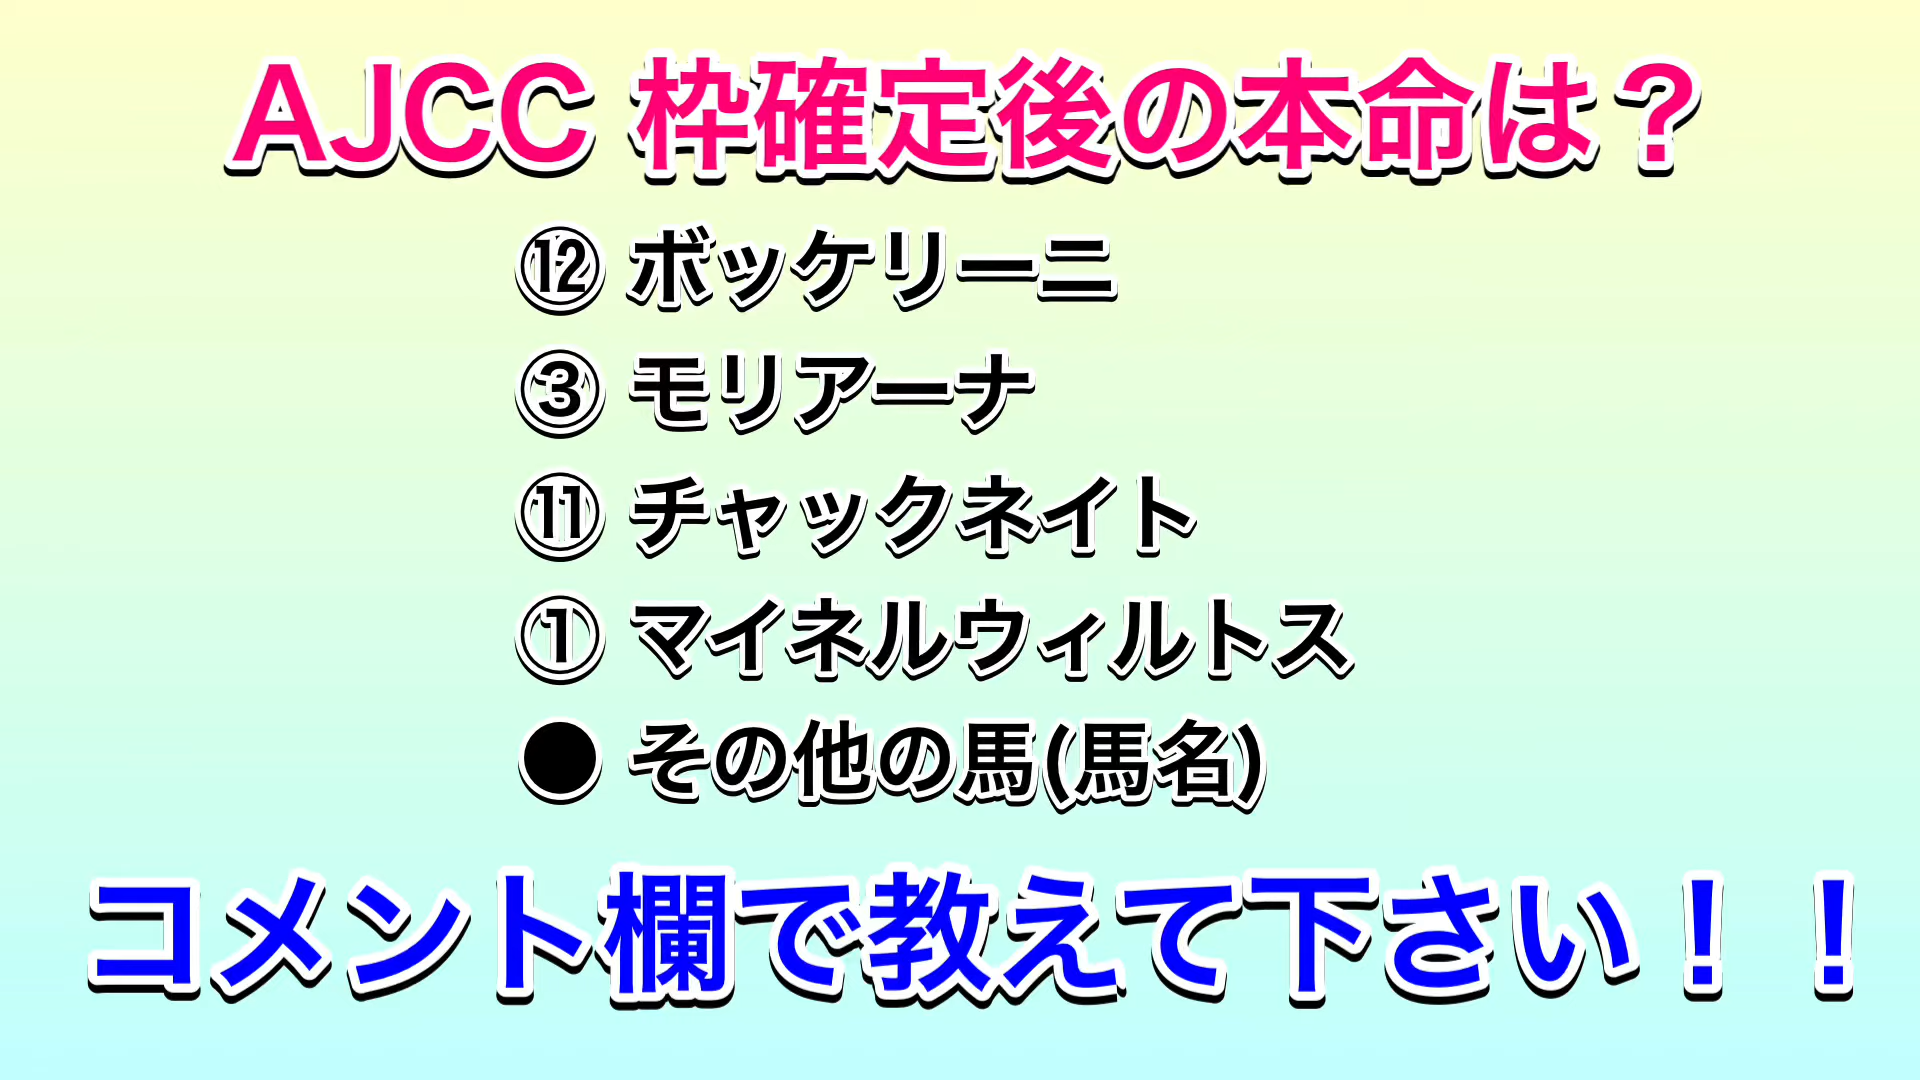 AJCC 枠確定後の本命は？
⑫ ボッケリーニ
③ モリアーナ
⑪ チャックネイト
① マイネルウィルトス
● その他の馬(馬名)
コメント欄で教えて下さい！！